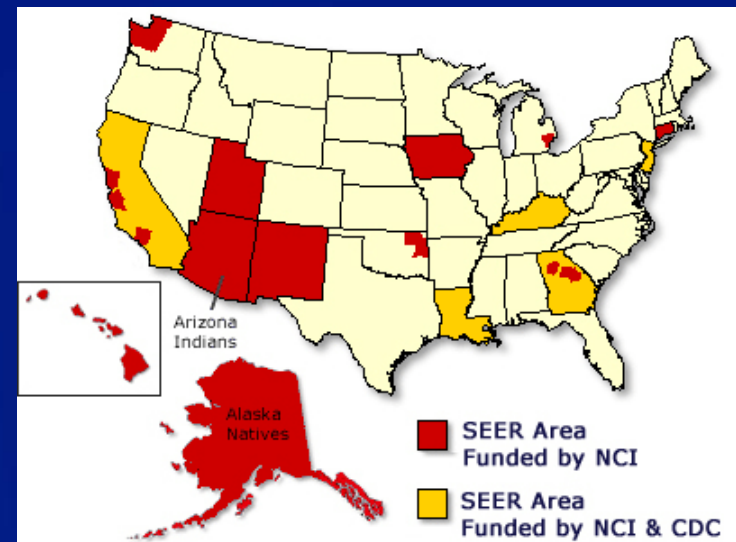 Arizona
Indians
Alaska
Natives
SEER Area
Funded by NCI
SEER Area
Funded by NCI & CDC